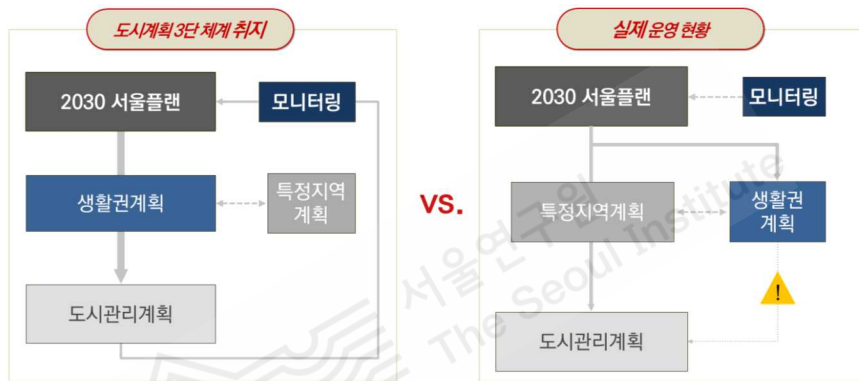 도시계획 3단 체계 취지
2030 서울플랜
모니터링
생활권계획
특정지역
계획
도시관리계획
VS.
실제 운영 현황
2030 서울플랜
모니터링
특정지역계획
생활권
계획
!
도시관리계획
서울연구원
The Seoul Institute